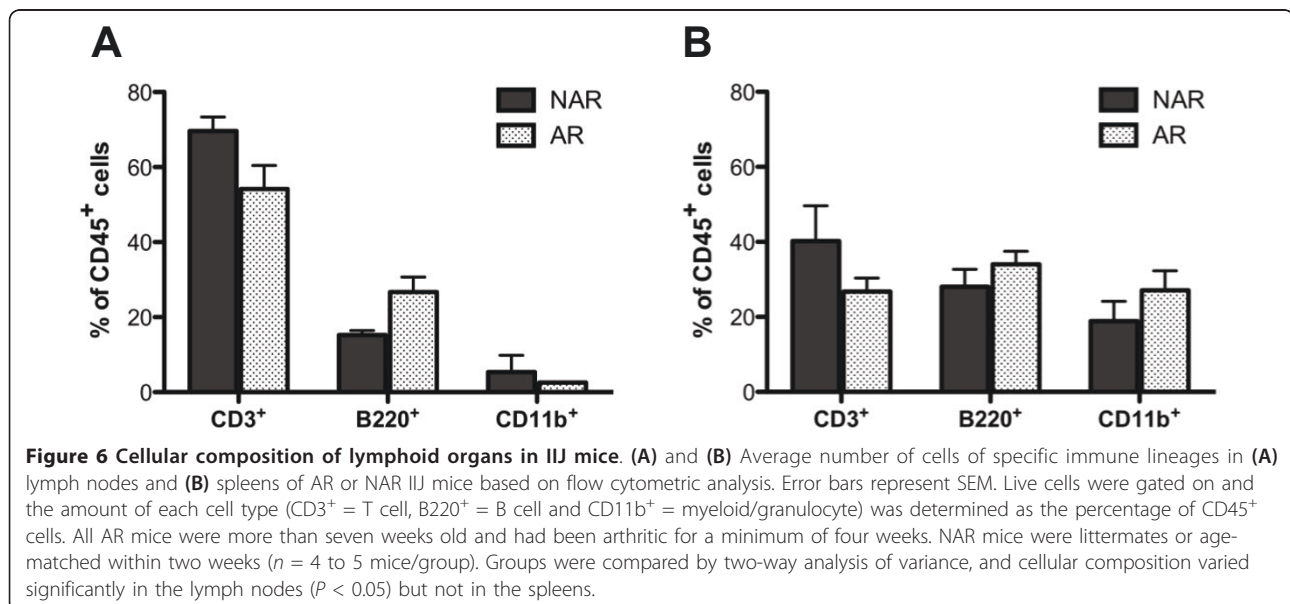 A
B
80
60
40
20
0
% of CD45+ cells
NAR
AR
CD3+
B220+
CD11b+
80
60
40
20
0
% of CD45+ cells
NAR
AR
CD3+
B220+
CD11b+
Figure 6 Cellular composition of lymphoid organs in IIJ mice. (A) and (B) Average number of cells of specific immune lineages in (A)
lymph nodes and (B) spleens of AR or NAR IIJ mice based on flow cytometric analysis. Error bars represent SEM. Live cells were gated on and
the amount of each cell type (CD3+ = T cell, B220+ = B cell and CD11b+ = myeloid/granulocyte) was determined as the percentage of CD45+
cells. All AR mice were more than seven weeks old and had been arthritic for a minimum of four weeks. NAR mice were littermates or age-
matched within two weeks (n = 4 to 5 mice/group). Groups were compared by two-way analysis of variance, and cellular composition varied
significantly in the lymph nodes (P < 0.05) but not in the spleens.